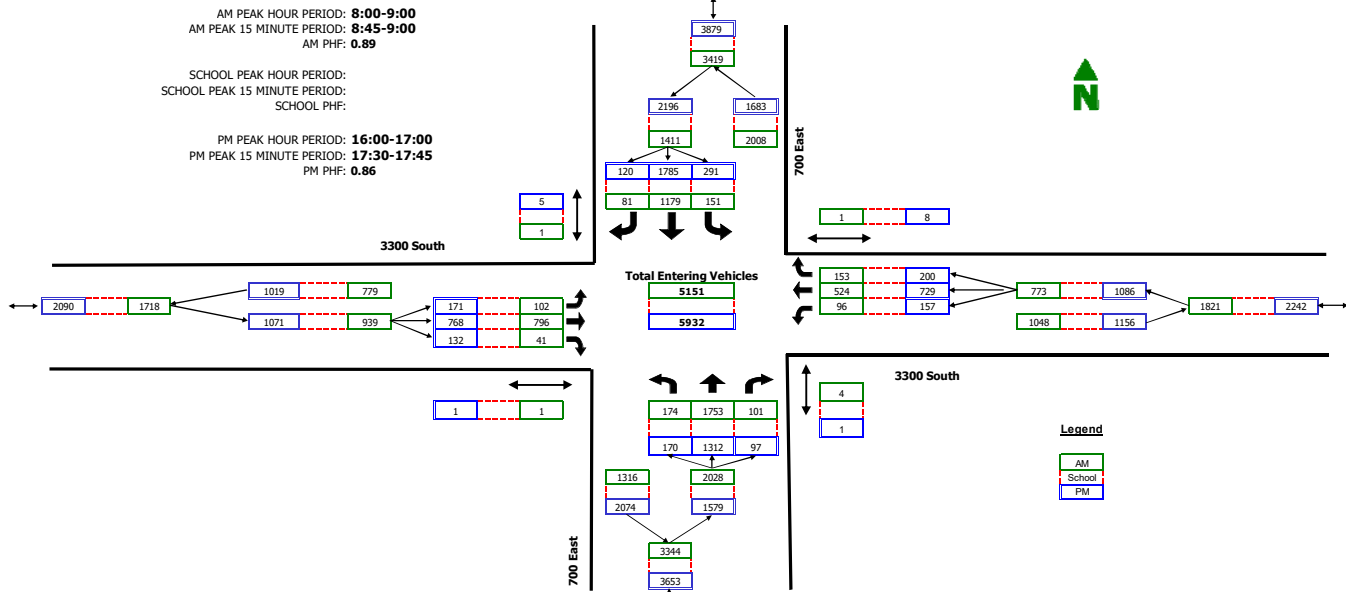 AM PEAK HOUR PERIOD: 8:00-9:00
AM PEAK 15 MINUTE PERIOD: 8:45-9:00
AM PHF: 0.89
SCHOOL PEAK HOUR PERIOD:
SCHOOL PEAK 15 MINUTE PERIOD:
SCHOOL PHF:
PM PEAK HOUR PERIOD: 16:00-17:00
PM PEAK 15 MINUTE PERIOD: 17:30-17:45
PM PHF: 0.86
3879
3419
2196 1683
1411 2008
120 1785 291
81 1179 151
700 East
N
5
1
1 8
3300 South
Total Entering Vehicles
5151
5932
2090 1718
1019 779
1071 939
171 102
768 796
132 41
153 200
524 729
96 157
773 1086
1048 1156
1821 2242
3300 South
1 1
4
1
174 1753 101
170 1312 97
1316 2028
2074 1579
3344
3653
700 East
Legend
AM
School
PM